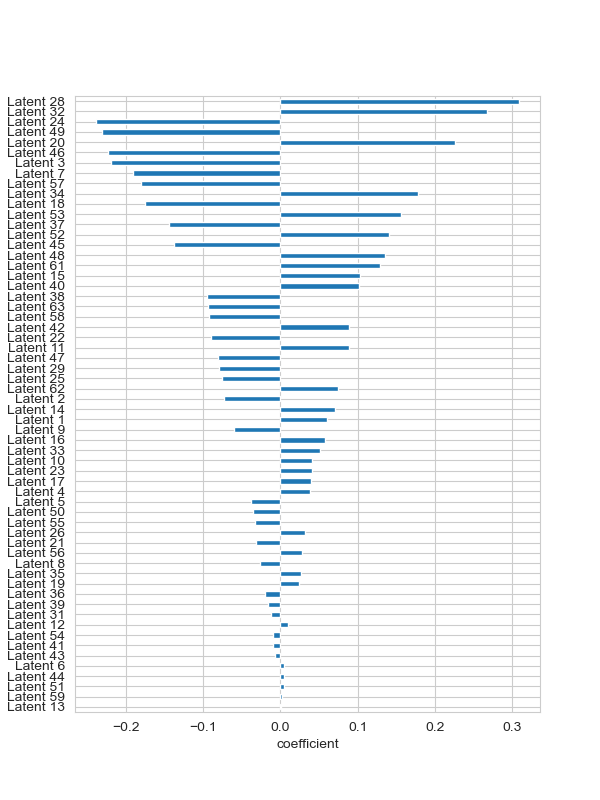 Latent 28
Latent 32
Latent 24
Latent 49
Latent 20
Latent 46
Latent 3
Latent 7
Latent 57
Latent 34
Latent 18
Latent 53
Latent 37
Latent 52
Latent 45
Latent 48
Latent 61
Latent 15
Latent 40
Latent 38
Latent 63
Latent 58
Latent 42
Latent 22
Latent 11
Latent 47
Latent 29
Latent 25
Latent 62
Latent 2
Latent 14
Latent 1
Latent 9
Latent 16
Latent 33
Latent 10
Latent 23
Latent 17
Latent 4
Latent 5
Latent 50
Latent 55
Latent 26
Latent 21
Latent 56
Latent 8
Latent 35
Latent 19
Latent 36
Latent 39
Latent 31
Latent 12
Latent 54
Latent 41
Latent 43
Latent 6
Latent 44
Latent 51
Latent 59
Latent 13
−0.2 −0.1 0.0 0.1 0.2 0.3
coefficient